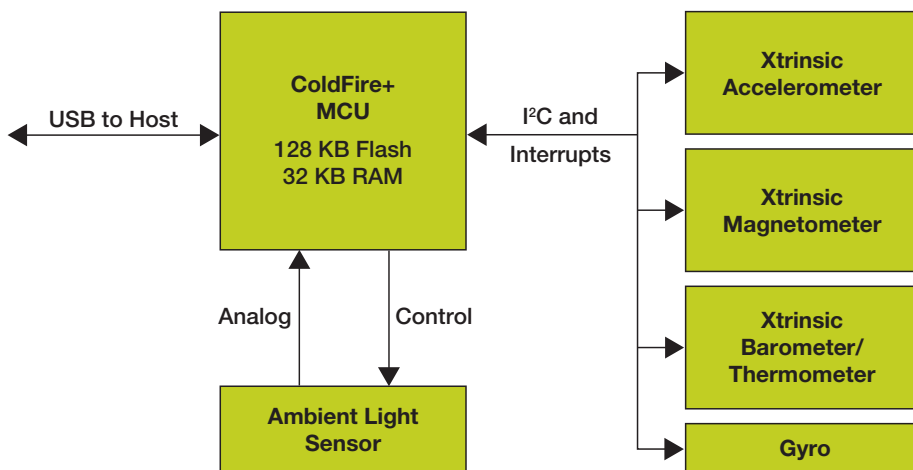 USB to Host
ColdFire+
MCU
128 KB Flash
32 KB RAM
I²C and
Interrupts
Xtrinsic
Accelerometer
Xtrinsic
Magnetometer
Xtrinsic
Barometer/
Thermometer
Gyro
Analog
Control
Ambient Light
Sensor